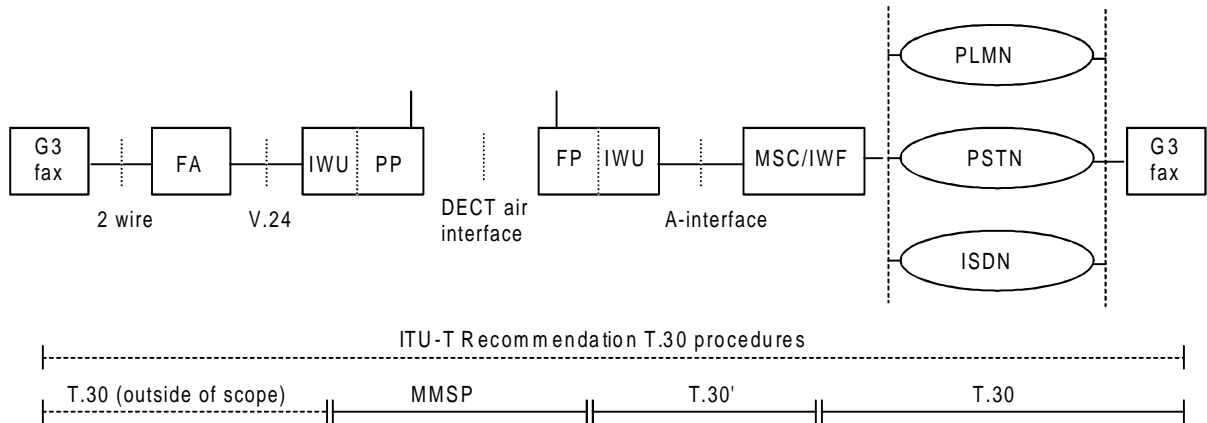 PLMN
G3
fax
FA
IWU
PP
FP
IWU
MSC/IWF
PSTN
G3
fax
2 wire
V.24
DECT air
interface
A-interface
ISDN
ITU-T Recommendation T.30 procedures
T.30 (outside of scope)
MMSP
T.30'
T.30